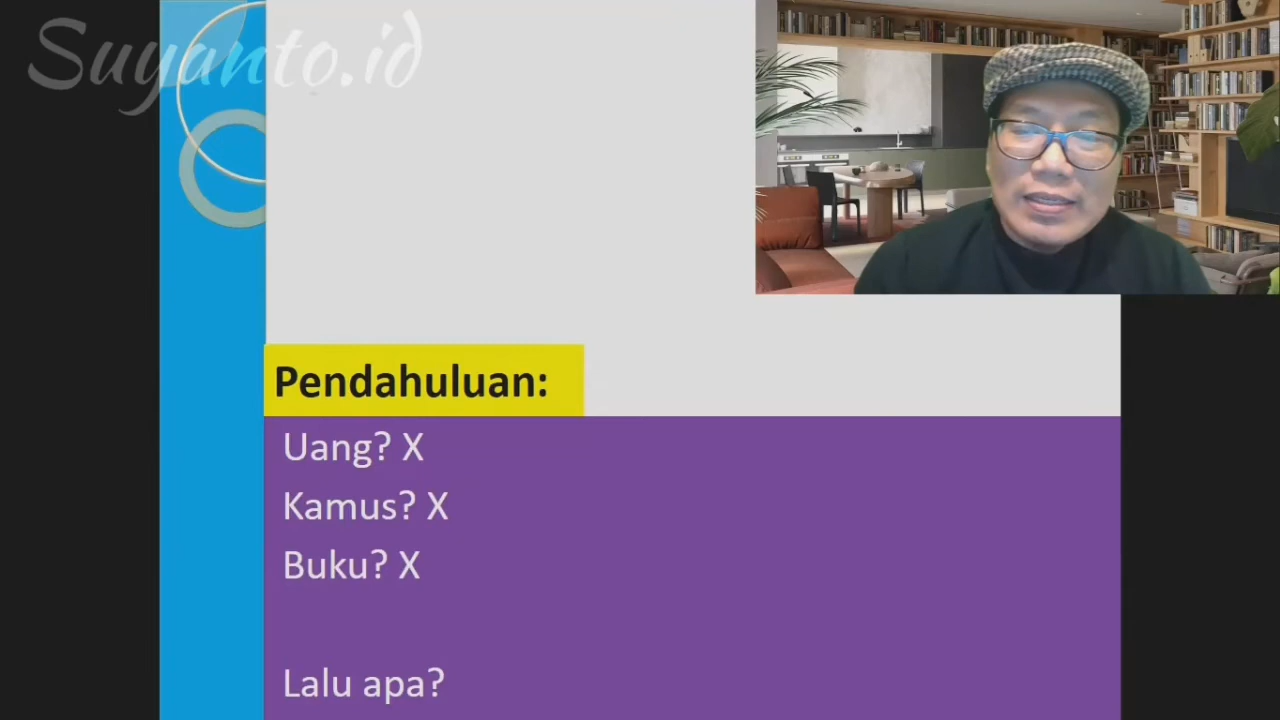 Suyanto.id
Pendahuluan:
Uang? X
Kamus? X
Buku? X
Lalu apa?